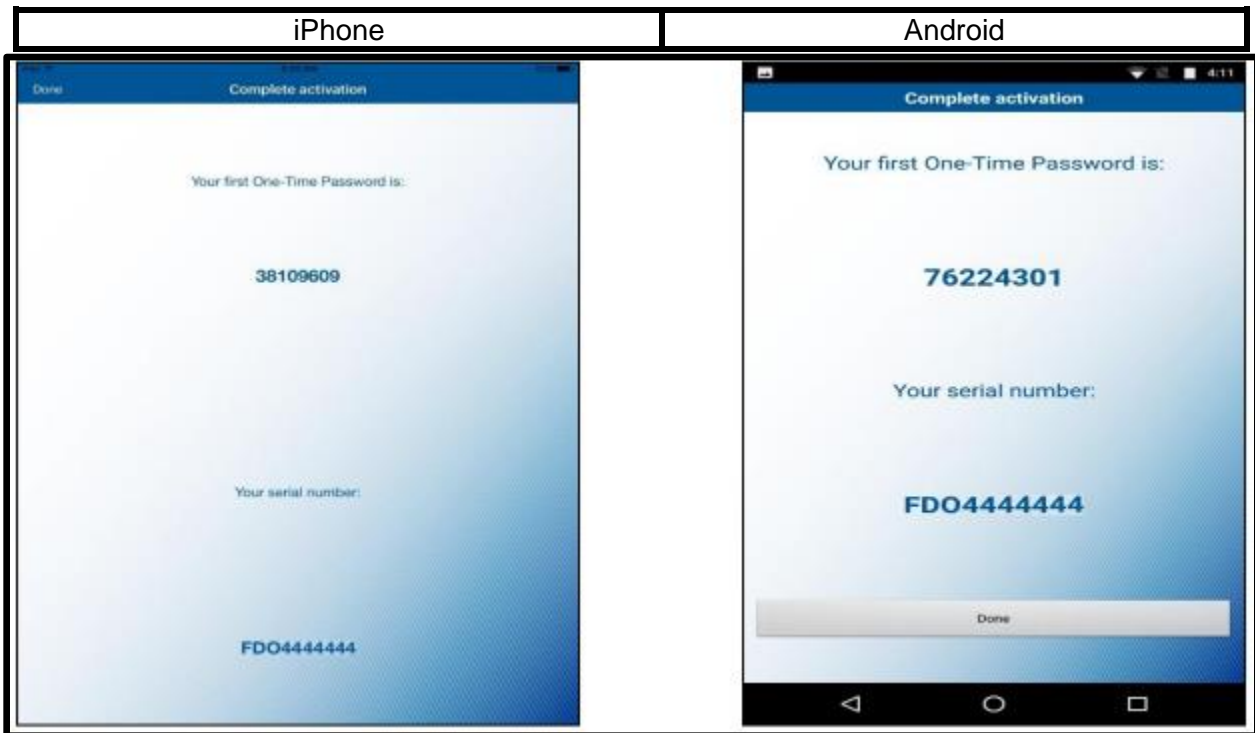 iPhone
Android
Done
Complete activation
Your first One-Time Password is:
38109609
Your serial number:
FDO4444444
4:11
Complete activation
Your first One-Time Password is:
76224301
Your serial number:
FDO4444444
Done